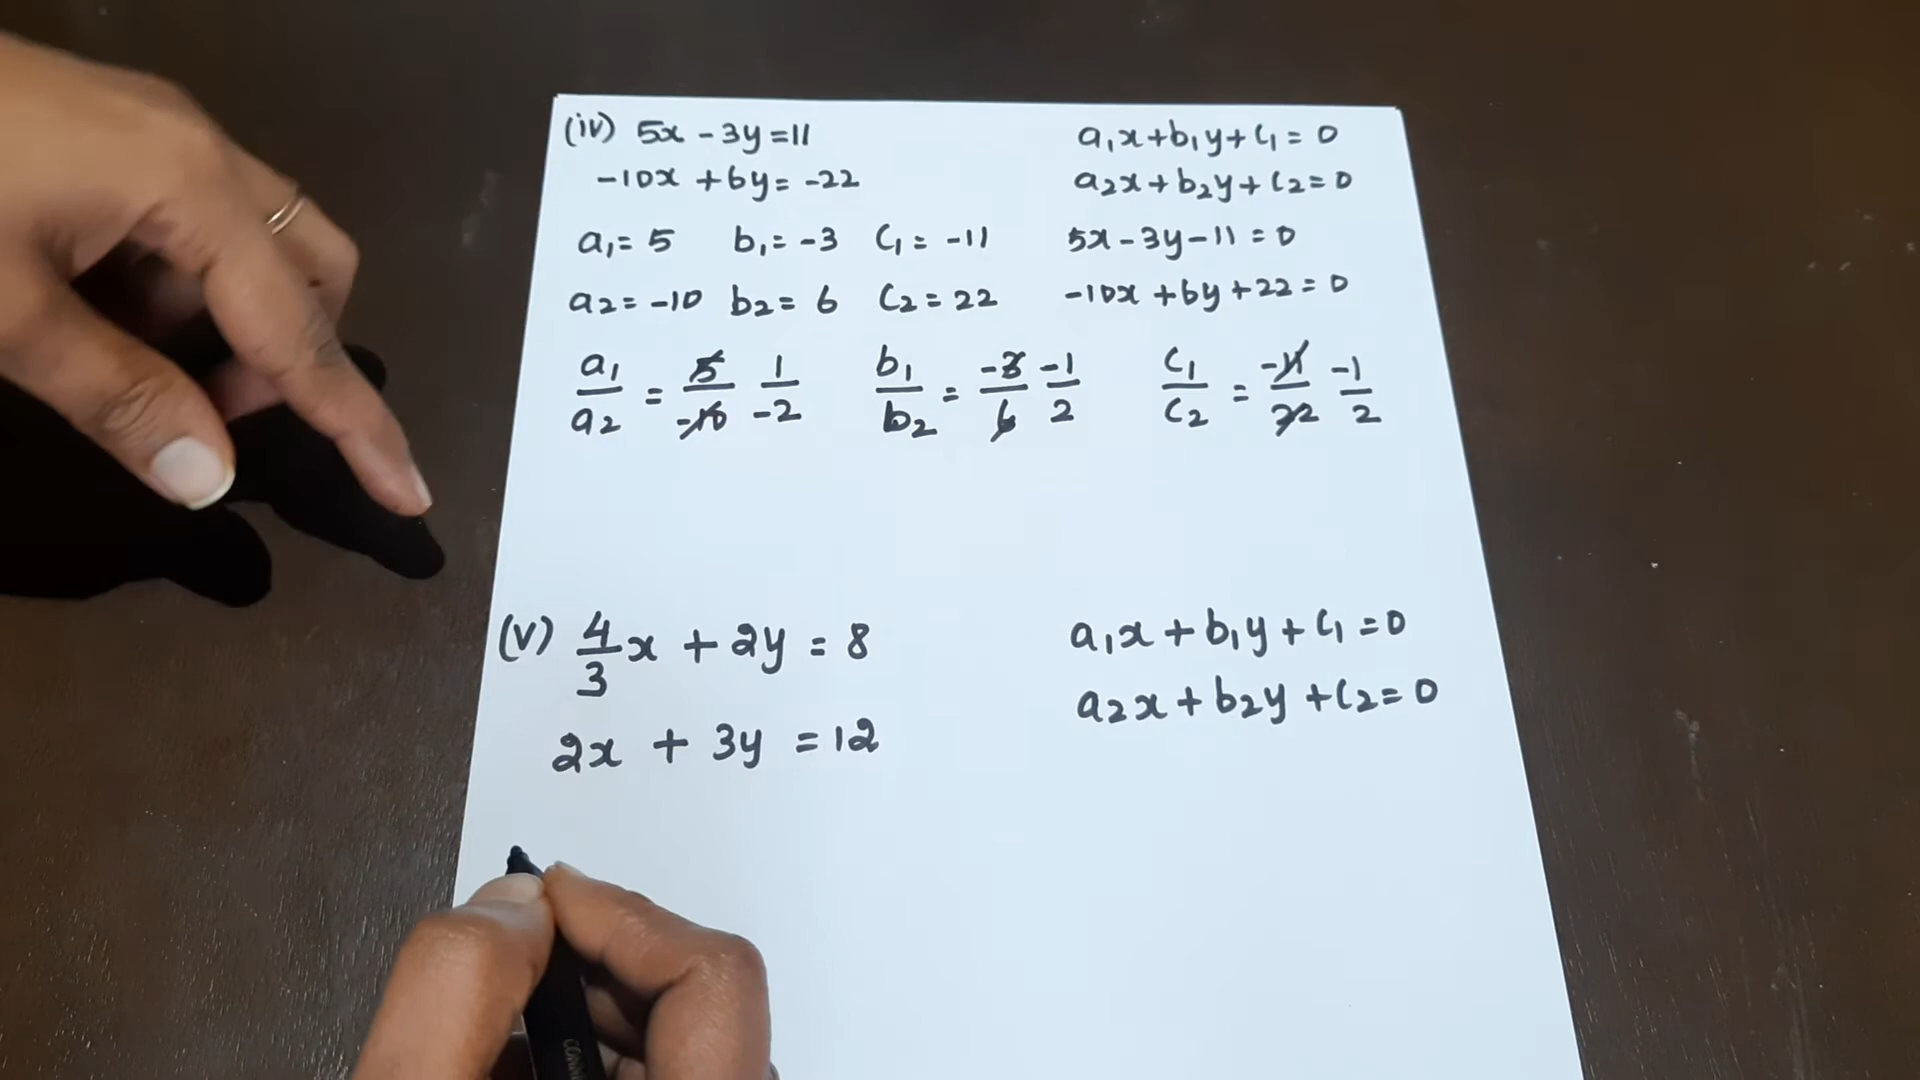 (iv) 5x - 3y = 11
-10x + 6y = -22
a₁x + b₁y + c₁ = 0
a₂x + b₂y + c₂ = 0
a₁ = 5 b₁ = -3 c₁ = -11
5x - 3y - 11 = 0
a₂ = -10 b₂ = 6 c₂ = 22
-10x + 6y + 22 = 0
a₁/a₂ = 5/-10 1/-2 b₁/b₂ = -3/6 -1/2 c₁/c₂ = -11/22 -1/2
(v) 4/3x + 2y = 8
2x + 3y = 12
a₁x + b₁y + c₁ = 0
a₂x + b₂y + c₂ = 0